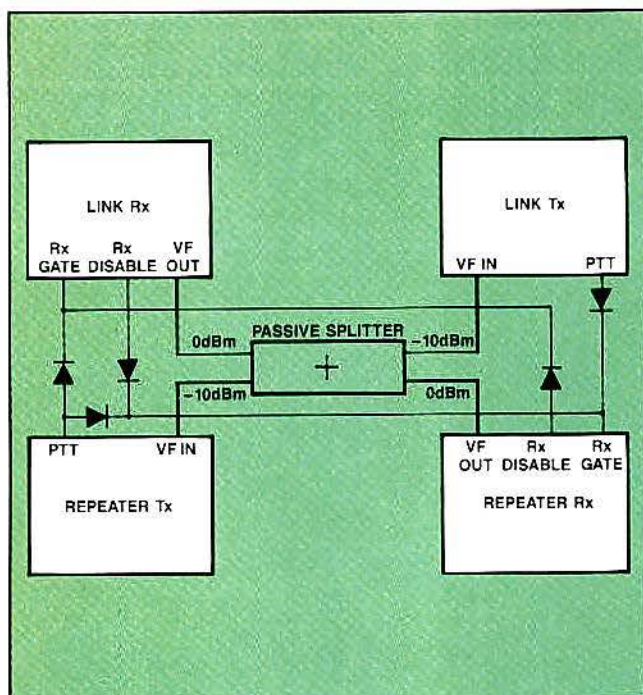 LINK Rx
Rx GATE
Rx DISABLE
VF OUT
LINK Tx
VF IN
PTT
0dBm
PASSIVE SPLITTER
-10dBm
+
-10dBm
0dBm
PTT
VF IN
REPEATER Tx
VF OUT
Rx DISABLE
Rx GATE
REPEATER Rx